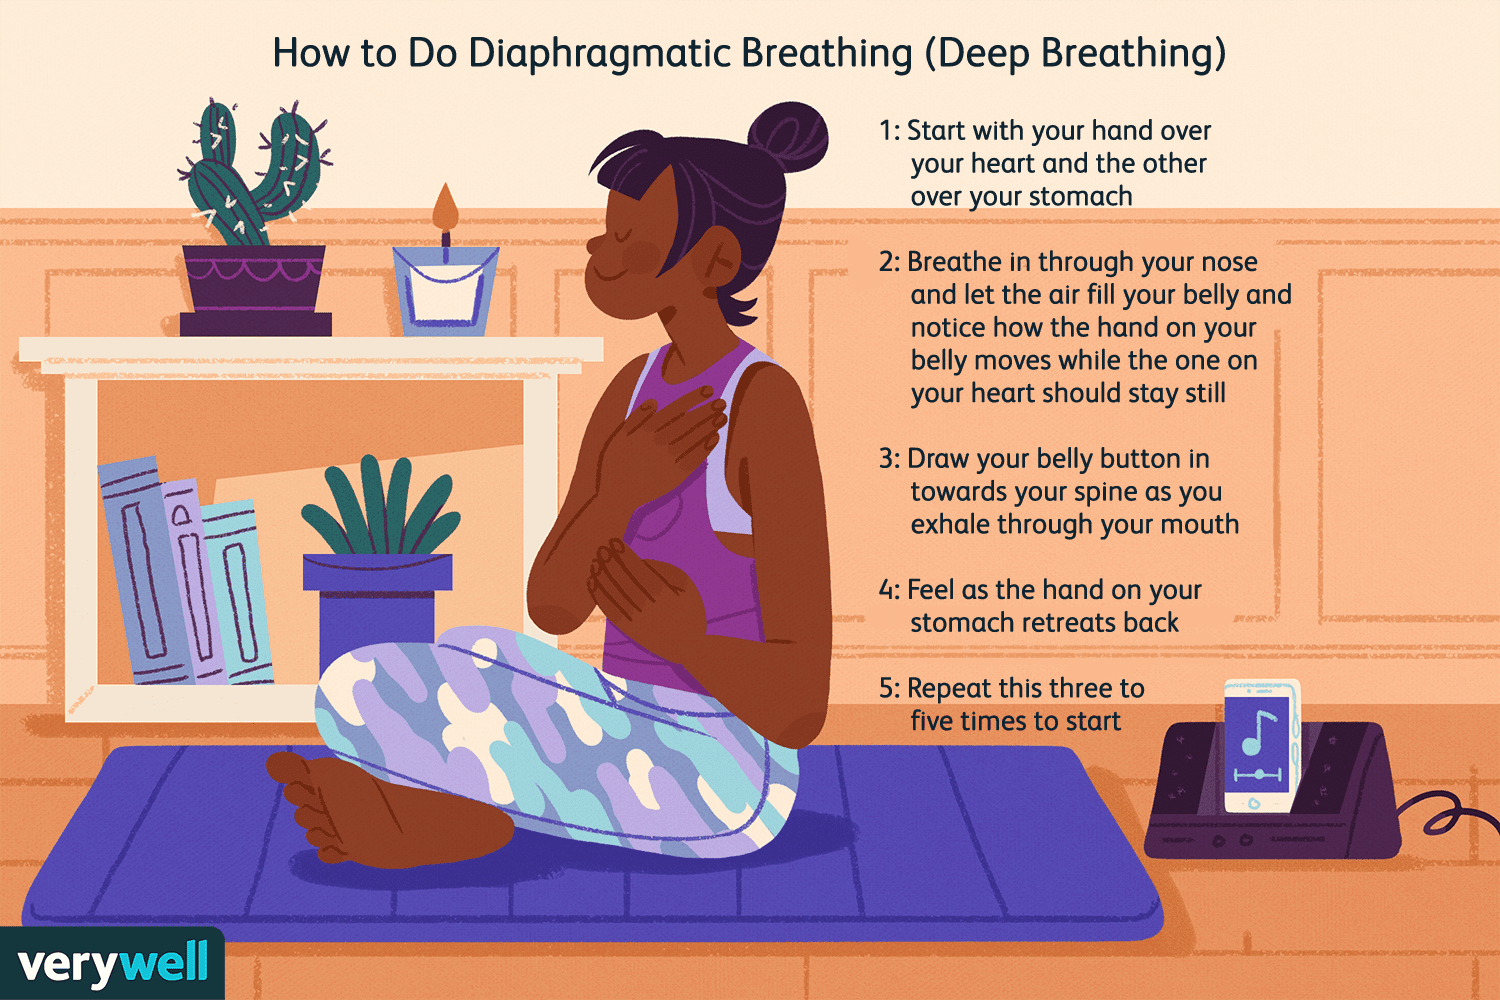 How to Do Diaphragmatic Breathing (Deep Breathing)
1: Start with your hand over
your heart and the other
over your stomach
2: Breathe in through your nose
and let the air fill your belly and
notice how the hand on your
belly moves while the one on
your heart should stay still
3: Draw your belly button in
towards your spine as you
exhale through your mouth
4: Feel as the hand on your
stomach retreats back
5: Repeat this three to
five times to start
verywell